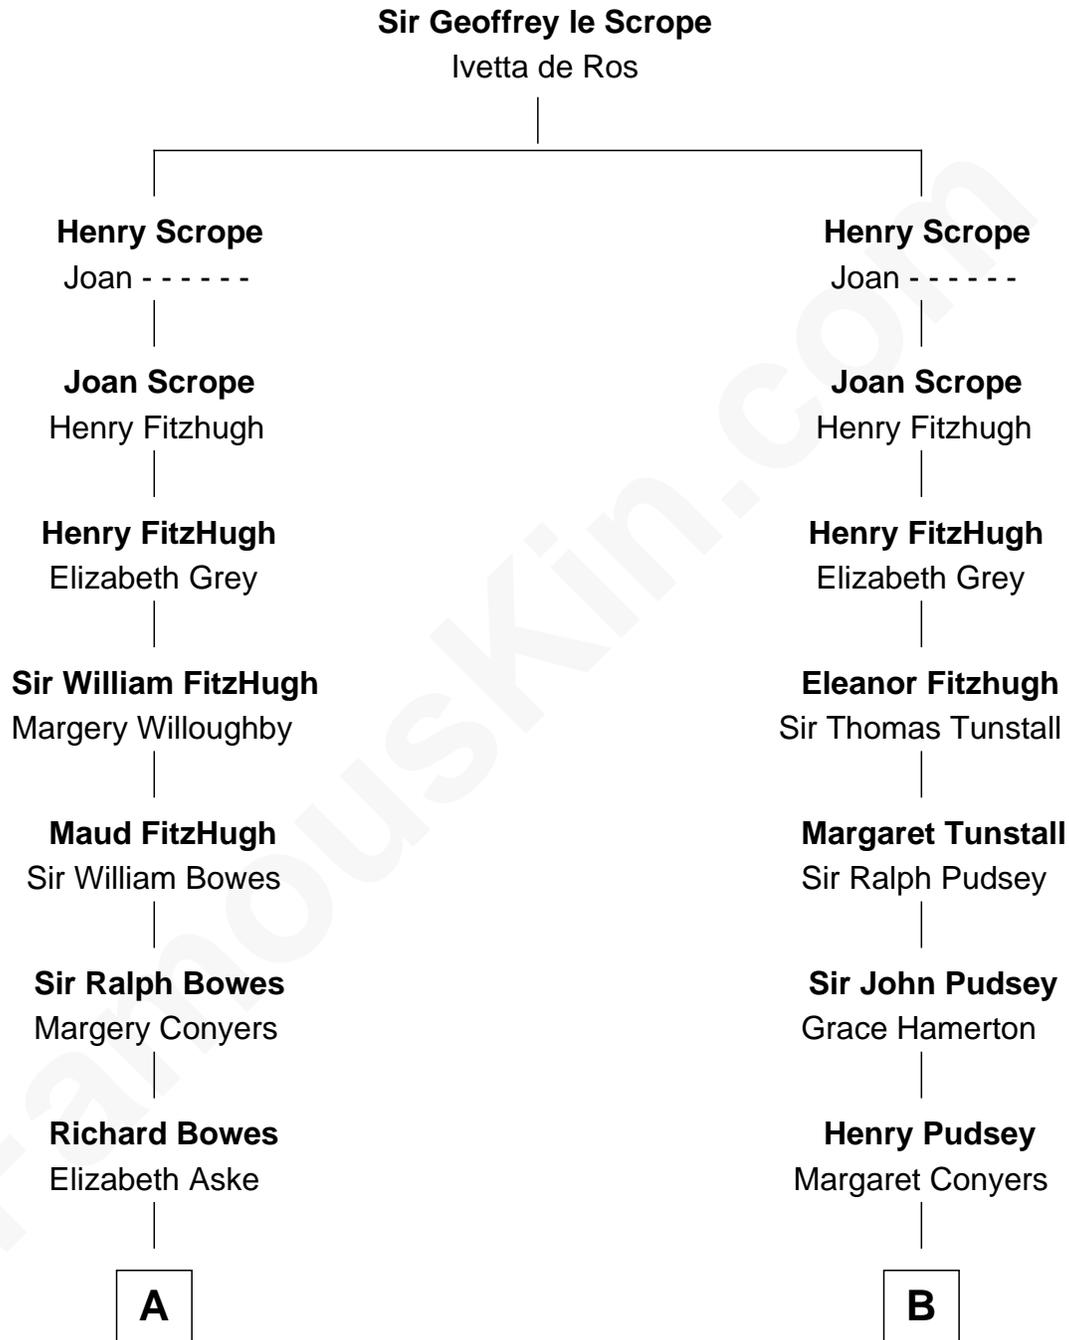 Sir Geoffrey le Scrope
Ivetta de Ros
Henry Scrope
Joan - - - - - -
Henry Scrope
Joan - - - - - -
Joan Scrope
Henry Fitzhugh
Joan Scrope
Henry Fitzhugh
Henry FitzHugh
Elizabeth Grey
Henry FitzHugh
Elizabeth Grey
Sir William FitzHugh
Margery Willoughby
Eleanor Fitzhugh
Sir Thomas Tunstall
Maud FitzHugh
Sir William Bowes
Margaret Tunstall
Sir Ralph Pudsey
Sir Ralph Bowes
Margery Conyers
Sir John Pudsey
Grace Hamerton
Richard Bowes
Elizabeth Aske
Henry Pudsey
Margaret Conyers
A
B
FamousKin.com